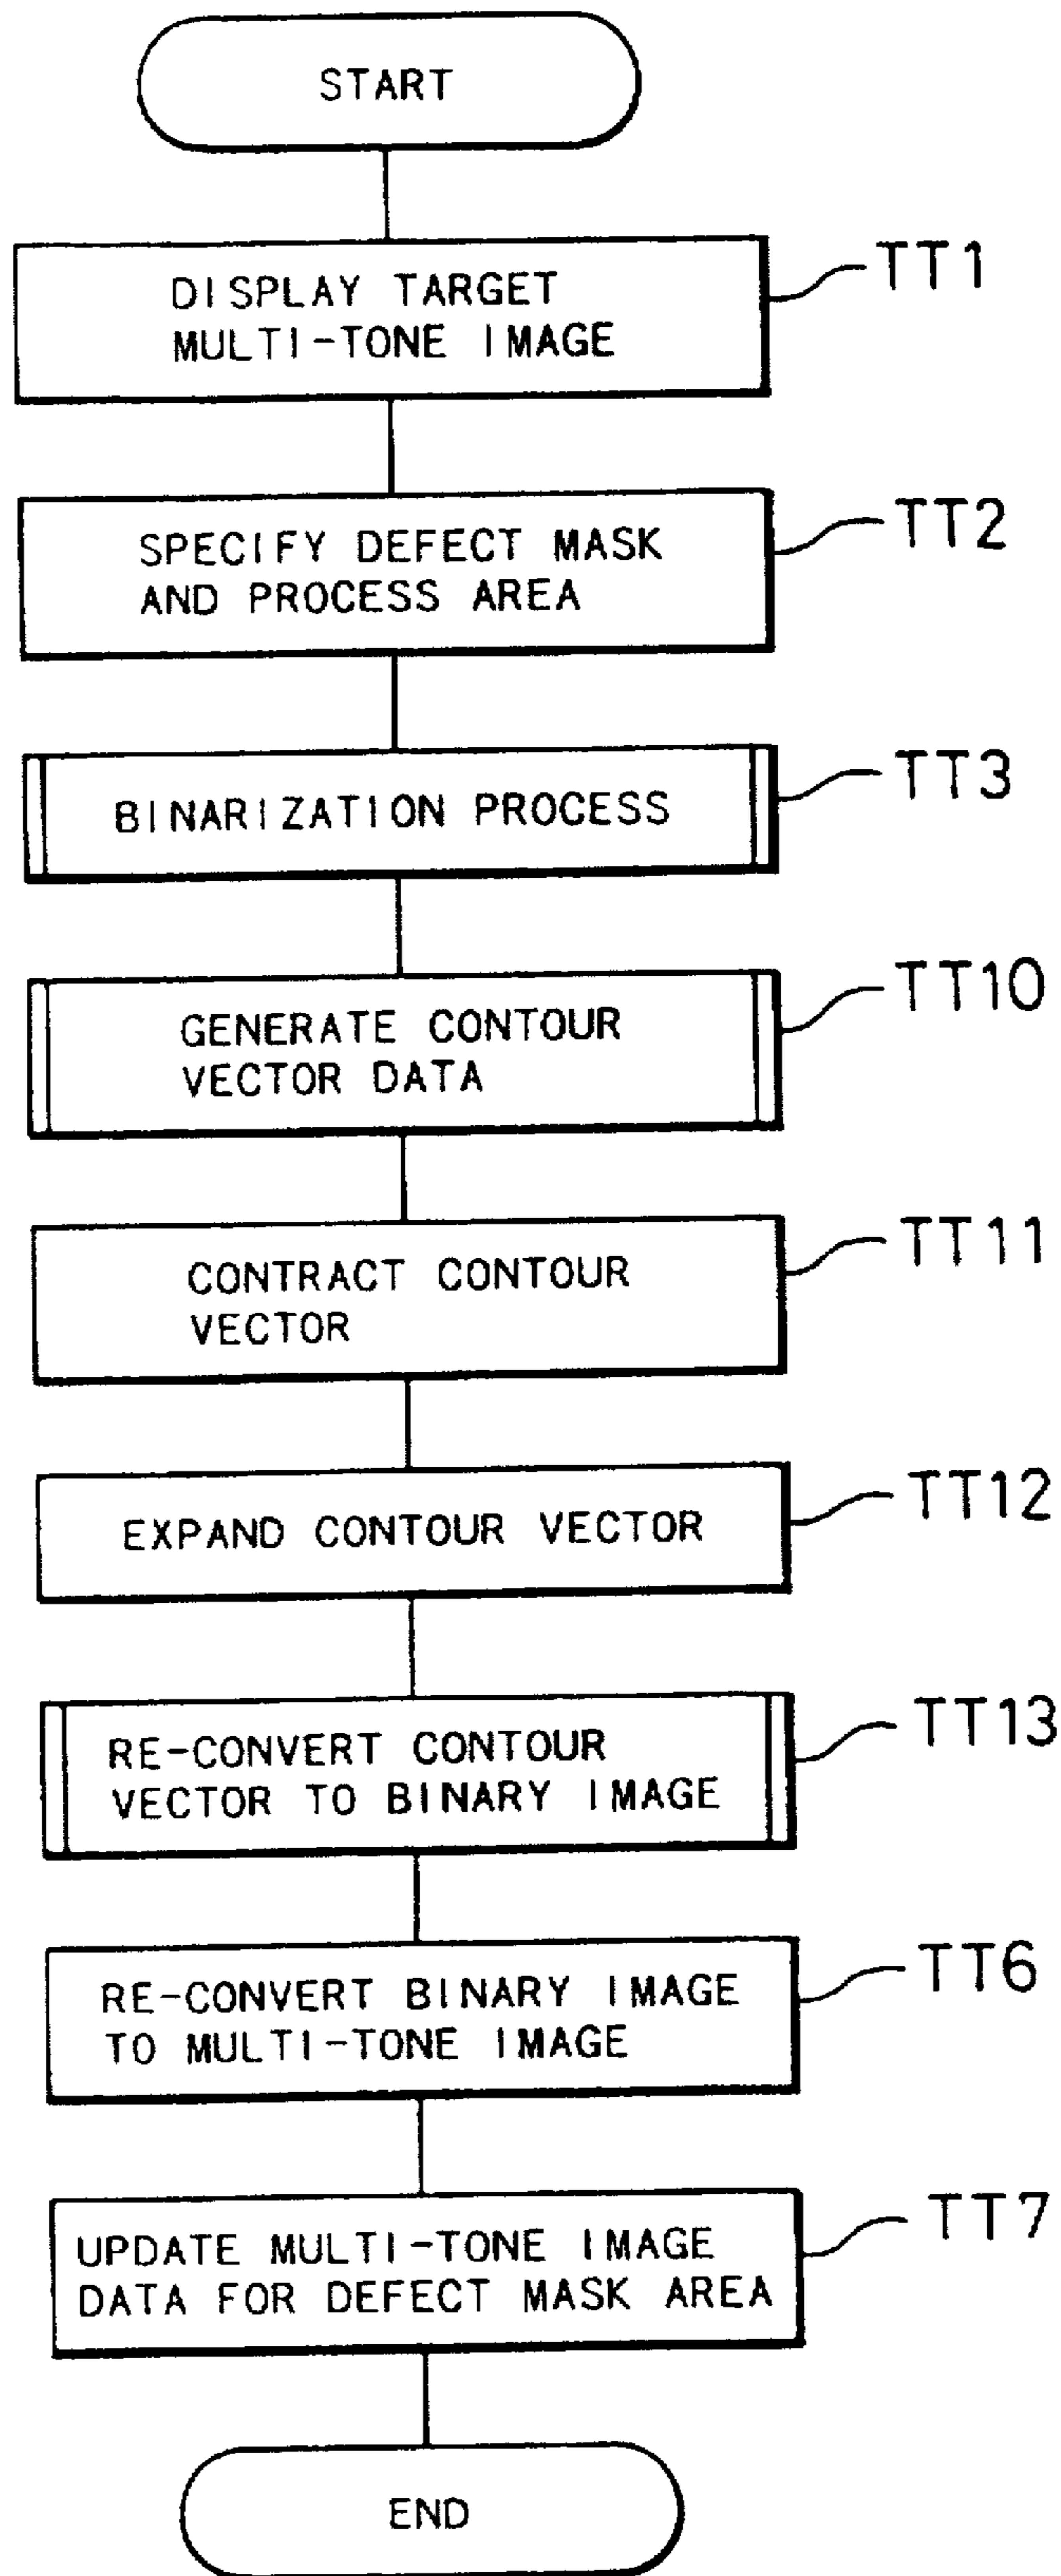 START
DISPLAY TARGET
MULTI-TONE IMAGE
TT1
SPECIFY DEFECT MASK
AND PROCESS AREA
TT2
BINARIZATION PROCESS
TT3
GENERATE CONTOUR
VECTOR DATA
TT10
CONTRACT CONTOUR
VECTOR
TT11
EXPAND CONTOUR VECTOR
TT12
RE-CONVERT CONTOUR
VECTOR TO BINARY IMAGE
TT13
RE-CONVERT BINARY IMAGE
TO MULTI-TONE IMAGE
TT6
UPDATE MULTI-TONE IMAGE
DATA FOR DEFECT MASK AREA
TT7
END